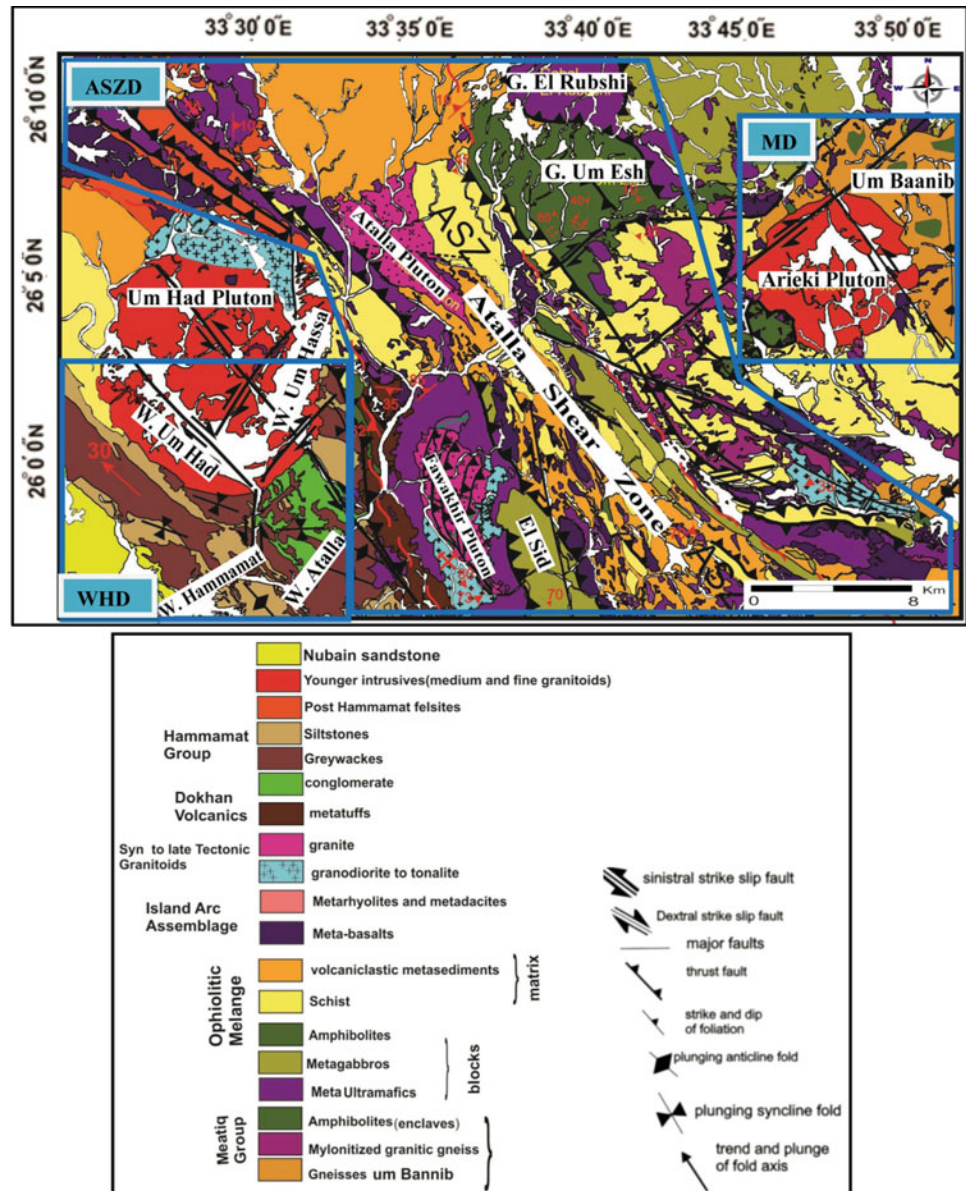 33 30 0"E 33 35 0"E 33 40 0"E 33 45 0"E 33 50 0"E
26 10 0"N
26 5 0"N
26 0 0"N
ASZD
G. El Rubshi
N
W E
S
MD
Um Baanib
G. Um Esh
ASZ
Atalla Pluton
Um Had Pluton
Arieki Pluton
W. Um Hassa
Atalla Shear Zone
W. Um Had
30
Fawakhir Pluton
El Sid
W. Hammamat
W. Atalla
WHD
70
0 8
Km
Nubain sandstone
Younger intrusives(medium and fine granitoids)
Post Hammamat felsites
Hammamat
Group
Siltstones
Greywackes
conglomerate
Dokhan
Volcanics
metatuffs
Syn to late Tectonic
Granitoids
granite
granodiorite to tonalite
Island Arc
Assemblage
Metarhyolites and metadacites
Meta-basalts
Ophiolitic
Melange
volcaniclastic metasediments
Schist
matrix
Amphibolites
Metagabbros
Meta Ultramafics
blocks
Meatiq
Group
Amphibolites (enclaves)
Mylonitized granitic gneiss
Gneisses um Bannib
sinistral strike slip fault
Dextral strike slip fault
major faults
thrust fault
strike and dip
of foliation
plunging anticline fold
plunging syncline fold
trend and plunge
of fold axis